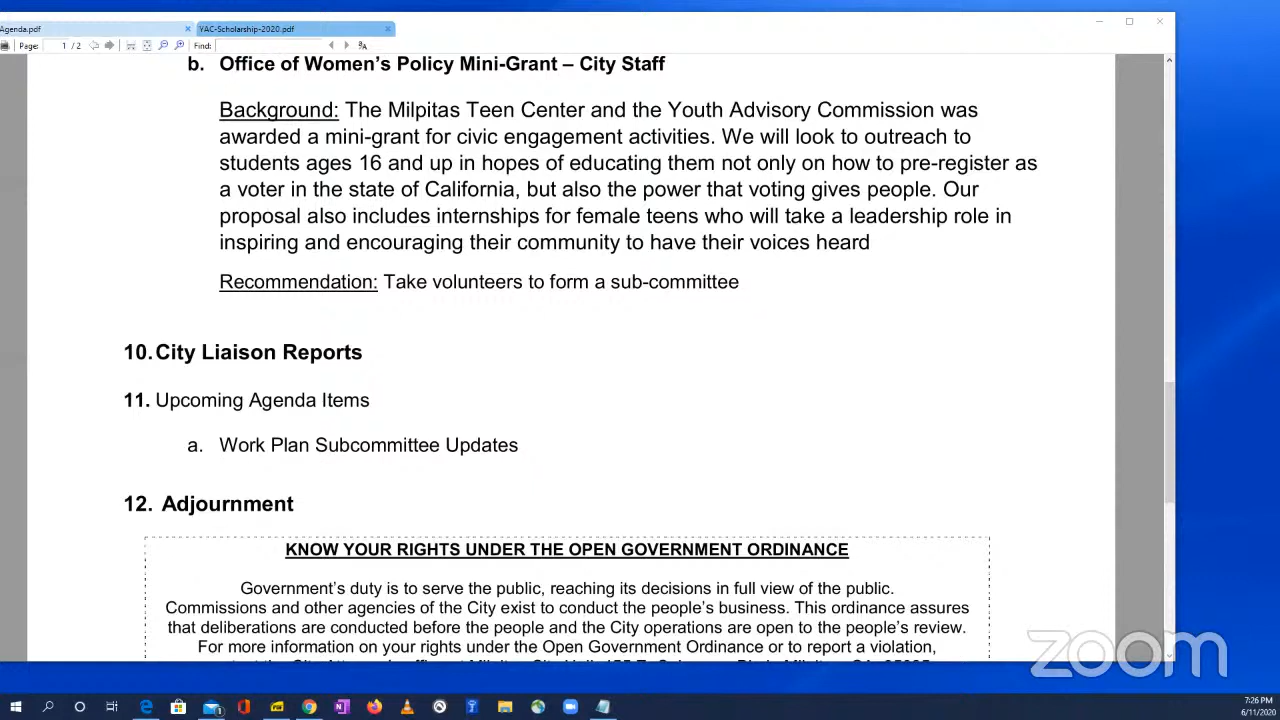 Agenda.pdf
YAC-Scholarship-2020.pdf
Page: 1 / 2
Find:
b. Office of Women's Policy Mini-Grant – City Staff
Background: The Milpitas Teen Center and the Youth Advisory Commission was
awarded a mini-grant for civic engagement activities. We will look to outreach to
students ages 16 and up in hopes of educating them not only on how to pre-register as
a voter in the state of California, but also the power that voting gives people. Our
proposal also includes internships for female teens who will take a leadership role in
inspiring and encouraging their community to have their voices heard
Recommendation: Take volunteers to form a sub-committee
10. City Liaison Reports
11. Upcoming Agenda Items
a. Work Plan Subcommittee Updates
12. Adjournment
KNOW YOUR RIGHTS UNDER THE OPEN GOVERNMENT ORDINANCE
Government's duty is to serve the public, reaching its decisions in full view of the public.
Commissions and other agencies of the City exist to conduct the people's business. This ordinance assures
that deliberations are conducted before the people and the City operations are open to the people's review.
For more information on your rights under the Open Government Ordinance or to report a violation,
zoom
7:26 PM
6/11/2020